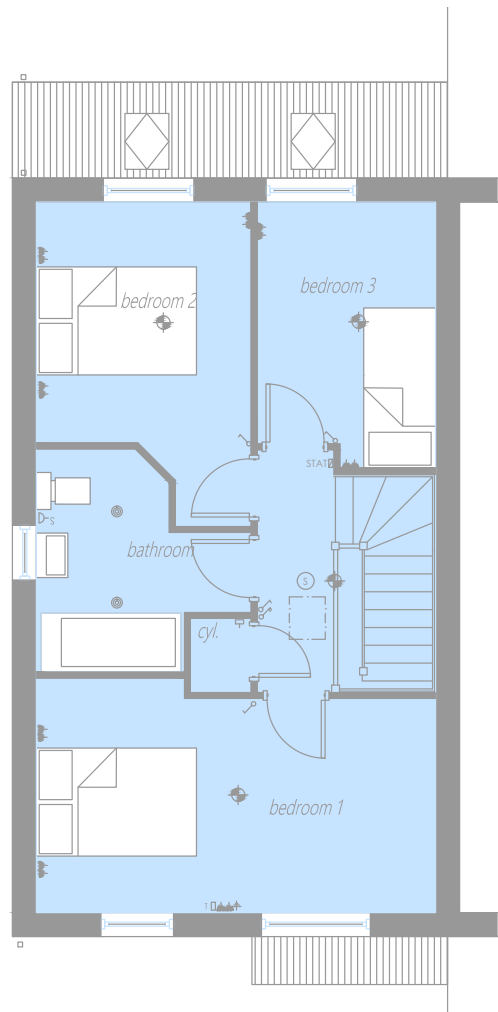 bedroom 3
bedroom 2
STAT
D-s
bathroom
S
cyl.
bedroom 1
T